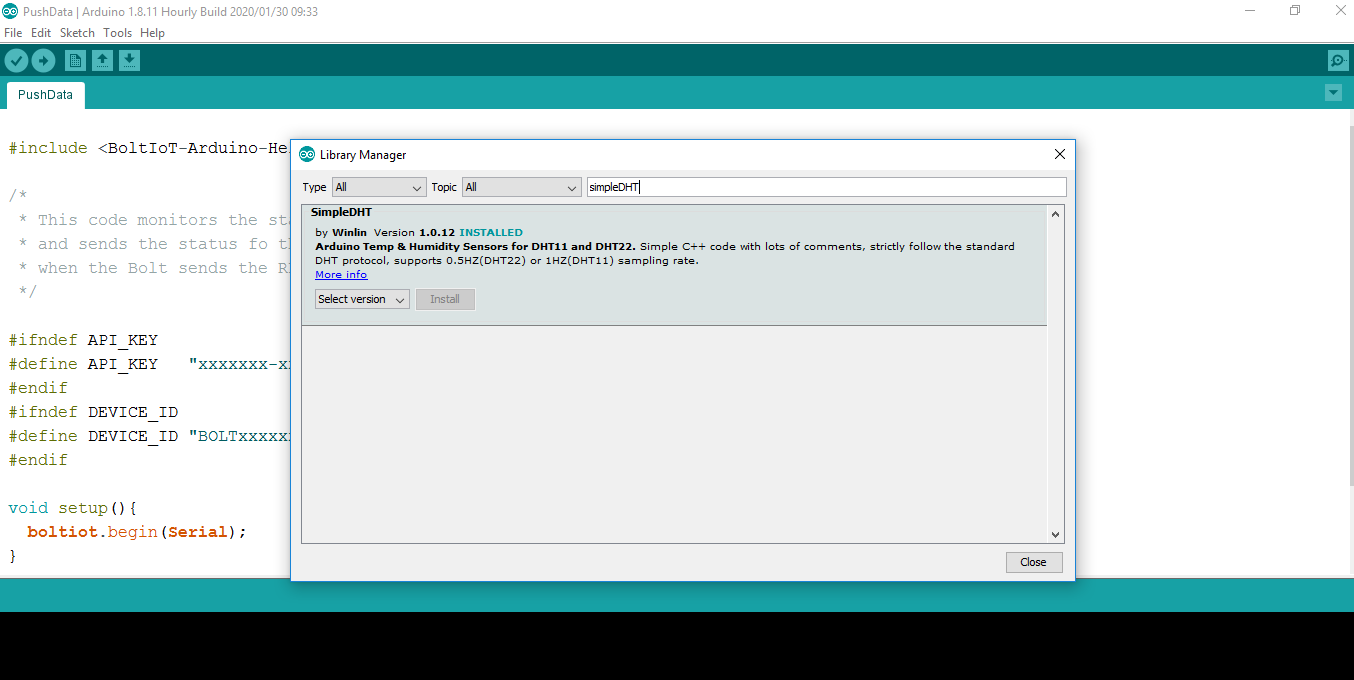 PushData | Arduino 1.8.11 Hourly Build 2020/01/30 09:33
File Edit Sketch Tools Help
PushData
#include <BoltIoT-Arduino-He
/*
* This code monitors the sta
* and sends the status fo th
* when the Bolt sends the R
*/
#ifndef API_KEY
#define API_KEY "xxxxxxx-x
#endif
#ifndef DEVICE_ID
#define DEVICE_ID "BOLTxxxxx
#endif
void setup(){
boltiot.begin(Serial);
}
Library Manager
Type All Topic All simpleDHT
SimpleDHT
by Winlin Version 1.0.12 INSTALLED
Arduino Temp & Humidity Sensors for DHT11 and DHT22. Simple C++ code with lots of comments, strictly follow the standard
DHT protocol, supports 0.5HZ(DHT22) or 1HZ(DHT11) sampling rate.
More info
Select version Install
Close